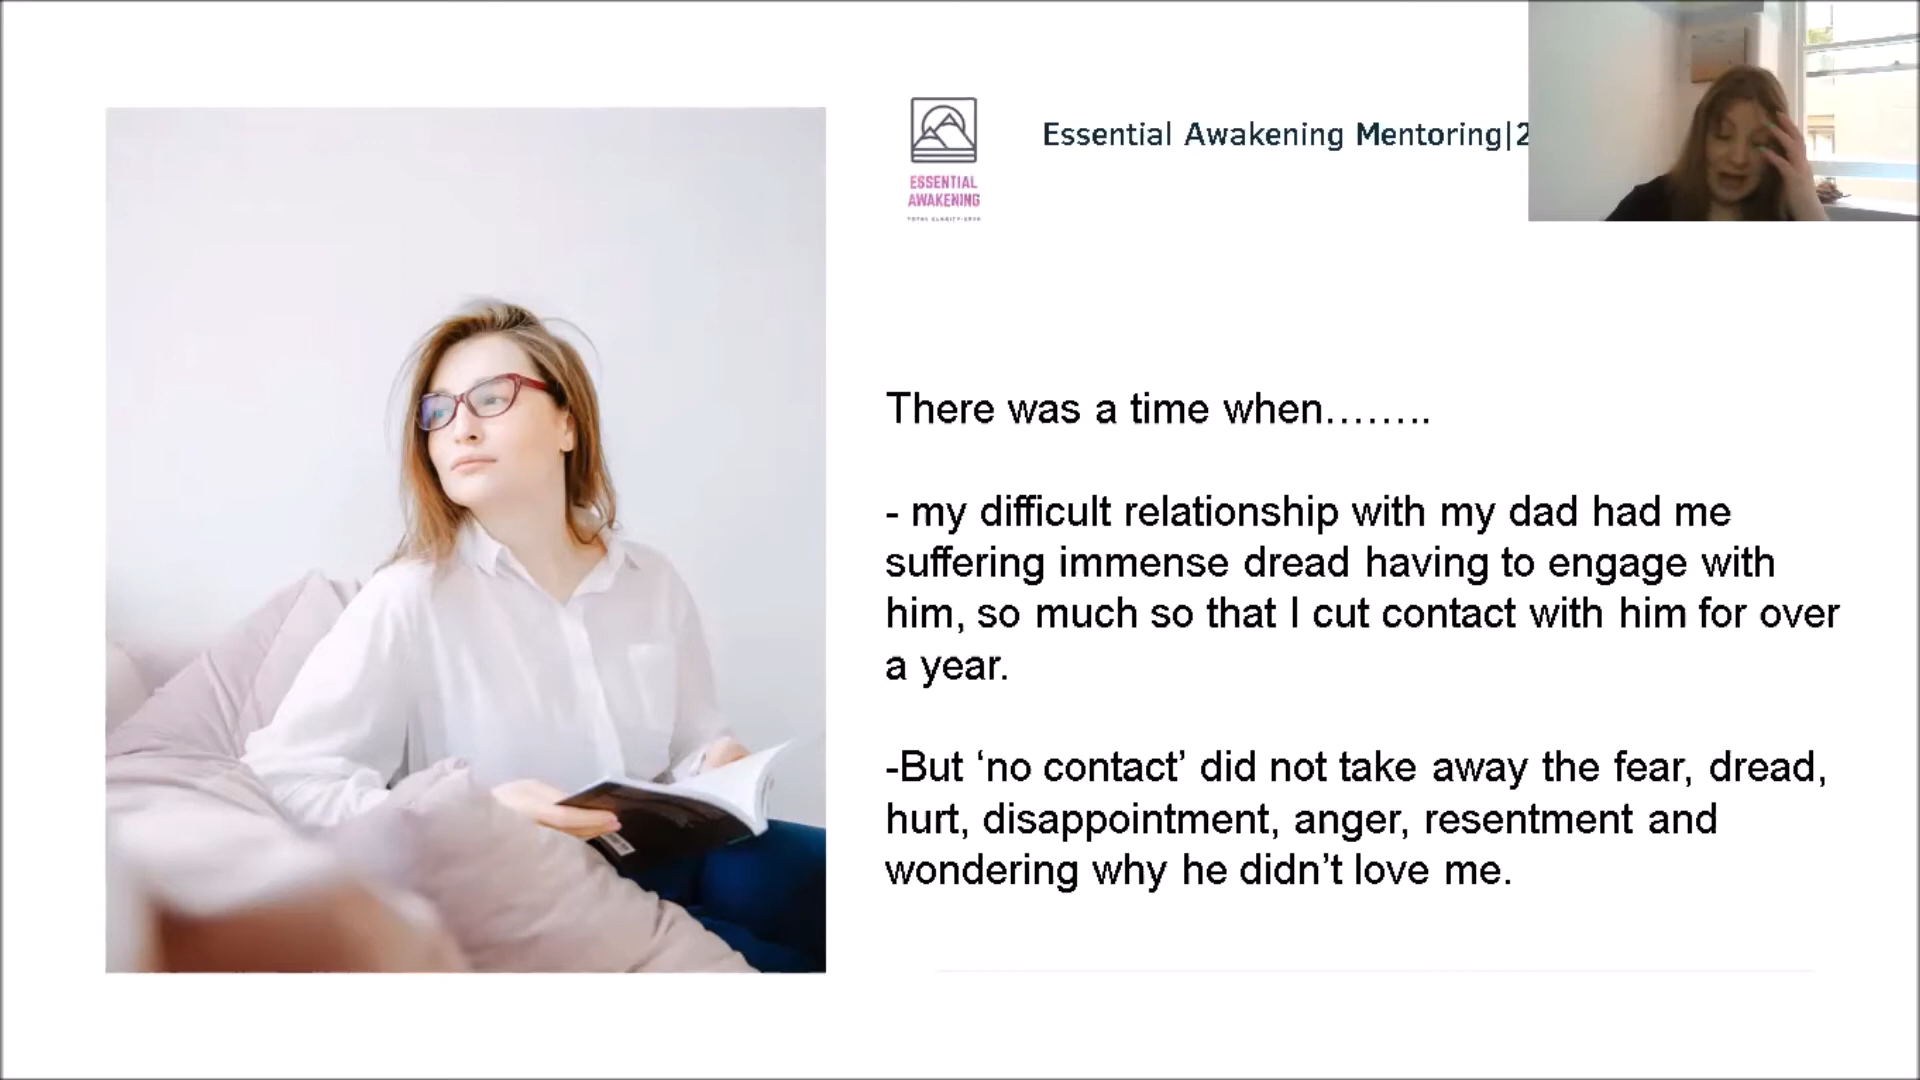 Essential Awakening Mentoring|2
ESSENTIAL
AWAKENING
There was a time when........
- my difficult relationship with my dad had me
suffering immense dread having to engage with
him, so much so that I cut contact with him for over
a year.
-But ‘no contact’ did not take away the fear, dread,
hurt, disappointment, anger, resentment and
wondering why he didn’t love me.